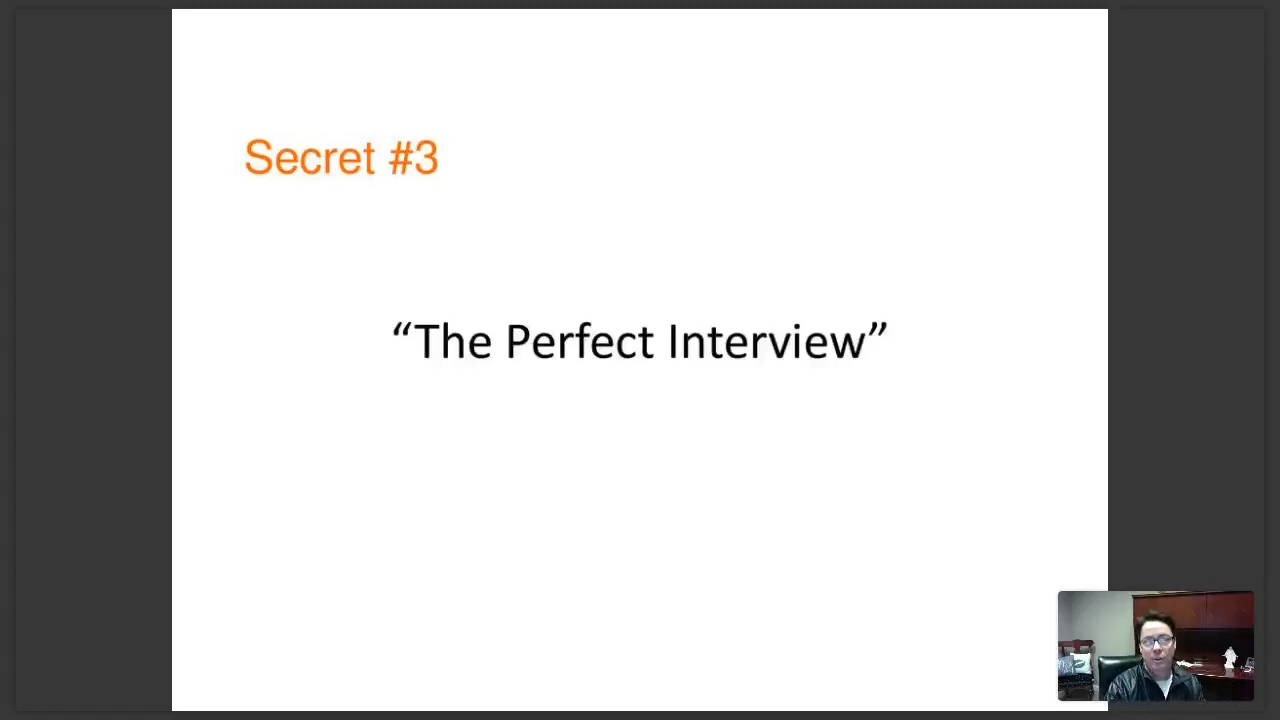 Secret #3
“The Perfect Interview”